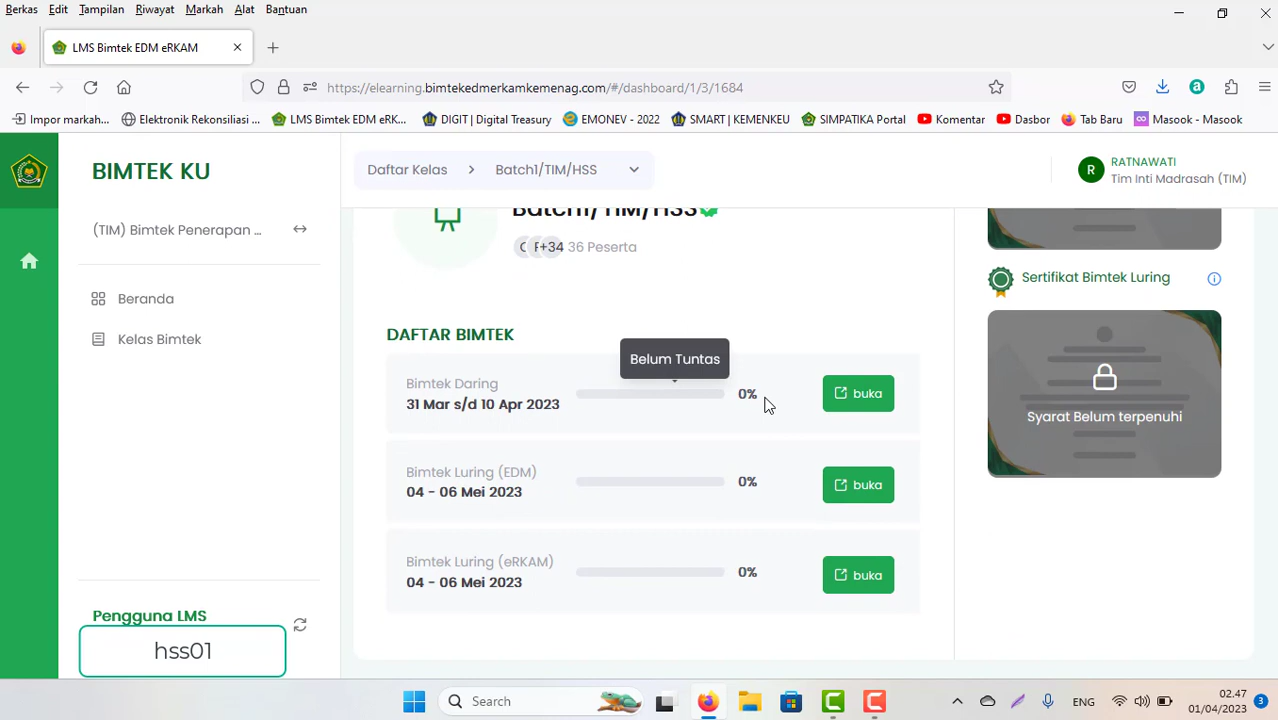 Berkas Edit Tampilan Riwayat Markah Alat Bantuan
LMS Bimtek EDM eRKAM
https://elearning.bimtekedmerkamkemenag.com/#/dashboard/1/3/1684
Impor markah... Elektronik Rekonsiliasi ... LMS Bimtek EDM eRK... DIGIT | Digital Treasury EMONEV - 2022 SMART | KEMENKEU SIMPATIKA Portal Komentar Dasbor Tab Baru Masook - Masook
BIMTEK KU
(TIM) Bimtek Penerapan ...
Beranda
Kelas Bimtek
Pengguna LMS
hss01
Daftar Kelas > Batch1/TIM/HSS
R
RATNAWATI
Tim Inti Madrasah (TIM)
Batch1/TIM/HSS
+34 36 Peserta
DAFTAR BIMTEK
Belum Tuntas
Bimtek Daring
31 Mar s/d 10 Apr 2023
0%
buka
Bimtek Luring (EDM)
04 - 06 Mei 2023
0%
buka
Bimtek Luring (eRKAM)
04 - 06 Mei 2023
0%
buka
Sertifikat Bimtek Luring
Syarat Belum terpenuhi
Search
ENG
02.47
01/04/2023
3